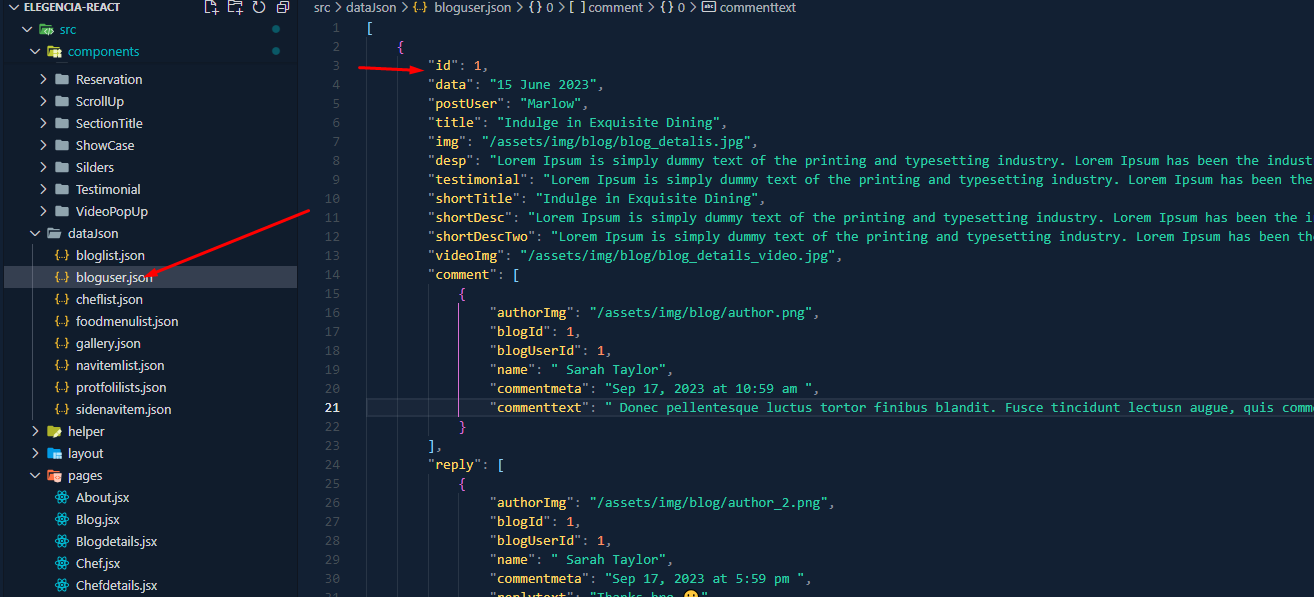 ELEGENCIA-REACT
src
components
Reservation
ScrollUp
SectionTitle
ShowCase
Silders
Testimonial
VideoPopUp
dataJson
{..} bloglist.json
{..} bloguser.json
{..} cheflist.json
{..} foodmenulist.json
{..} gallery.json
{..} navitemlist.json
{..} protfolilists.json
{..} sidenavitem.json
helper
layout
pages
About.jsx
Blog.jsx
Blogdetails.jsx
Chef.jsx
Chefdetails.jsx
src > dataJson > {..} bloguser.json > { } 0 > [ ] comment > { } 0 > abc commenttext
1 [
2 {
3 "id": 1,
4 "data": "15 June 2023",
5 "postUser": "Marlow",
6 "title": "Indulge in Exquisite Dining",
7 "img": "/assets/img/blog/blog_detalis.jpg",
8 "desp": "Lorem Ipsum is simply dummy text of the printing and typesetting industry. Lorem Ipsum has been the indust
9 "testimonial": "Lorem Ipsum is simply dummy text of the printing and typesetting industry. Lorem Ipsum has been the
10 "shortTitle": "Indulge in Exquisite Dining",
11 "shortDesc": "Lorem Ipsum is simply dummy text of the printing and typesetting industry. Lorem Ipsum has been the i
12 "shortDescTwo": "Lorem Ipsum is simply dummy text of the printing and typesetting industry. Lorem Ipsum has been th
13 "videoImg": "/assets/img/blog/blog_details_video.jpg",
14 "comment": [
15 {
16 "authorImg": "/assets/img/blog/author.png",
17 "blogId": 1,
18 "blogUserId": 1,
19 "name": " Sarah Taylor",
20 "commentmeta": "Sep 17, 2023 at 10:59 am ",
21 "commenttext": " Donec pellentesque luctus tortor finibus blandit. Fusce tincidunt lectusn augue, quis comm
22 }
23 ],
24 "reply": [
25 {
26 "authorImg": "/assets/img/blog/author_2.png",
27 "blogId": 1,
28 "blogUserId": 1,
29 "name": " Sarah Taylor",
30 "commentmeta": "Sep 17, 2023 at 5:59 pm ",
31 "replytext": "Thanks bro 🙂"